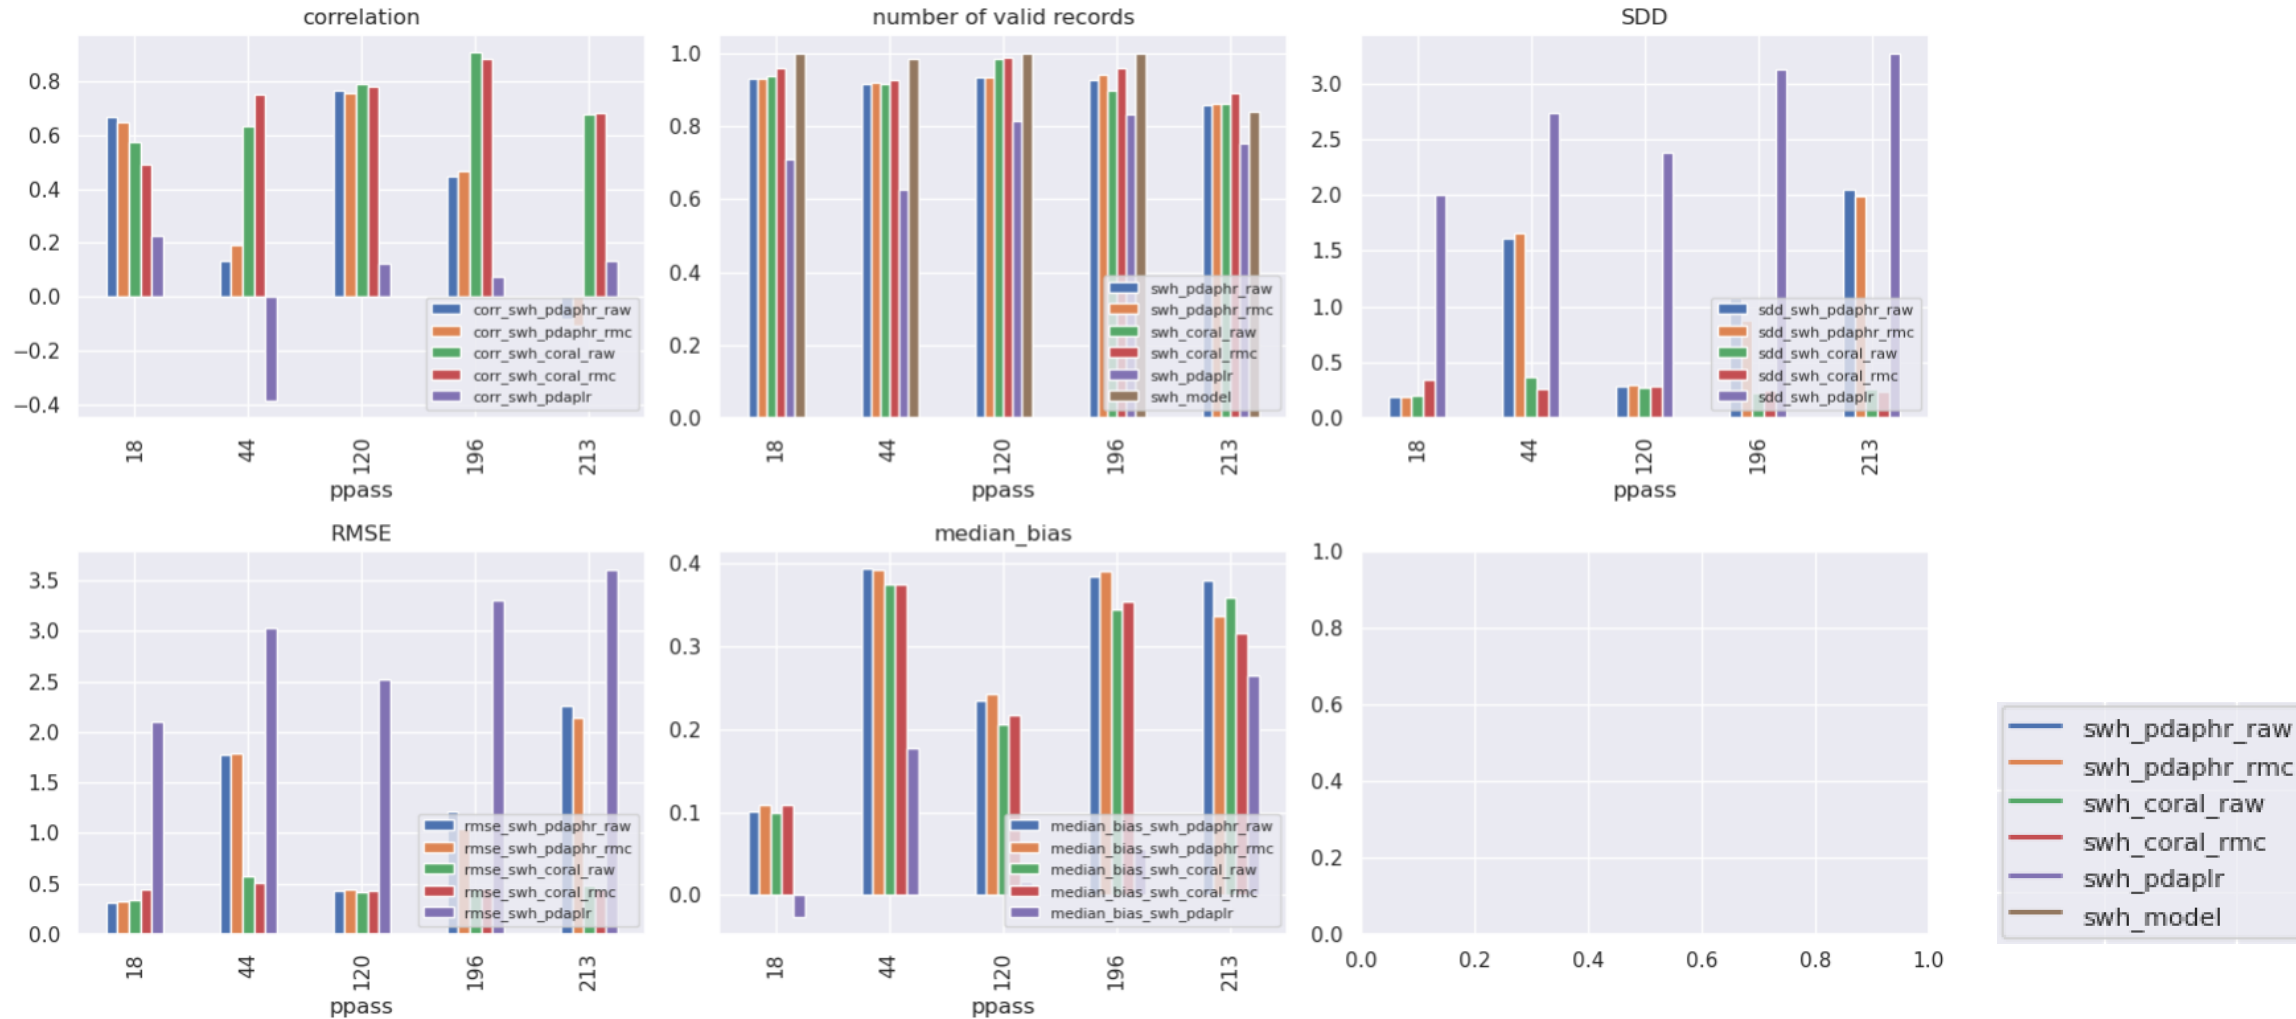 correlation
0.8
0.6
0.4
0.2
0.0
−0.2
−0.4
corr_swh_pdaphr_raw
corr_swh_pdaphr_rmc
corr_swh_coral_raw
corr_swh_coral_rmc
corr_swh_pdaplr
18
44
120
196
213
ppass
number of valid records
1.0
0.8
0.6
0.4
0.2
0.0
swh_pdaphr_raw
swh_pdaphr_rmc
swh_coral_raw
swh_coral_rmc
swh_pdaplr
swh_model
18
44
120
196
213
ppass
SDD
3.0
2.5
2.0
1.5
1.0
0.5
0.0
sdd_swh_pdaphr_raw
sdd_swh_pdaphr_rmc
sdd_swh_coral_raw
sdd_swh_coral_rmc
sdd_swh_pdaplr
18
44
120
196
213
ppass
RMSE
3.5
3.0
2.5
2.0
1.5
1.0
0.5
0.0
rmse_swh_pdaphr_raw
rmse_swh_pdaphr_rmc
rmse_swh_coral_raw
rmse_swh_coral_rmc
rmse_swh_pdaplr
18
44
120
196
213
ppass
median_bias
0.4
0.3
0.2
0.1
0.0
median_bias_swh_pdaphr_raw
median_bias_swh_pdaphr_rmc
median_bias_swh_coral_raw
median_bias_swh_coral_rmc
median_bias_swh_pdaplr
18
44
120
196
213
ppass
1.0
0.8
0.6
0.4
0.2
0.0
0.0 0.2 0.4 0.6 0.8 1.0
swh_pdaphr_raw
swh_pdaphr_rmc
swh_coral_raw
swh_coral_rmc
swh_pdaplr
swh_model